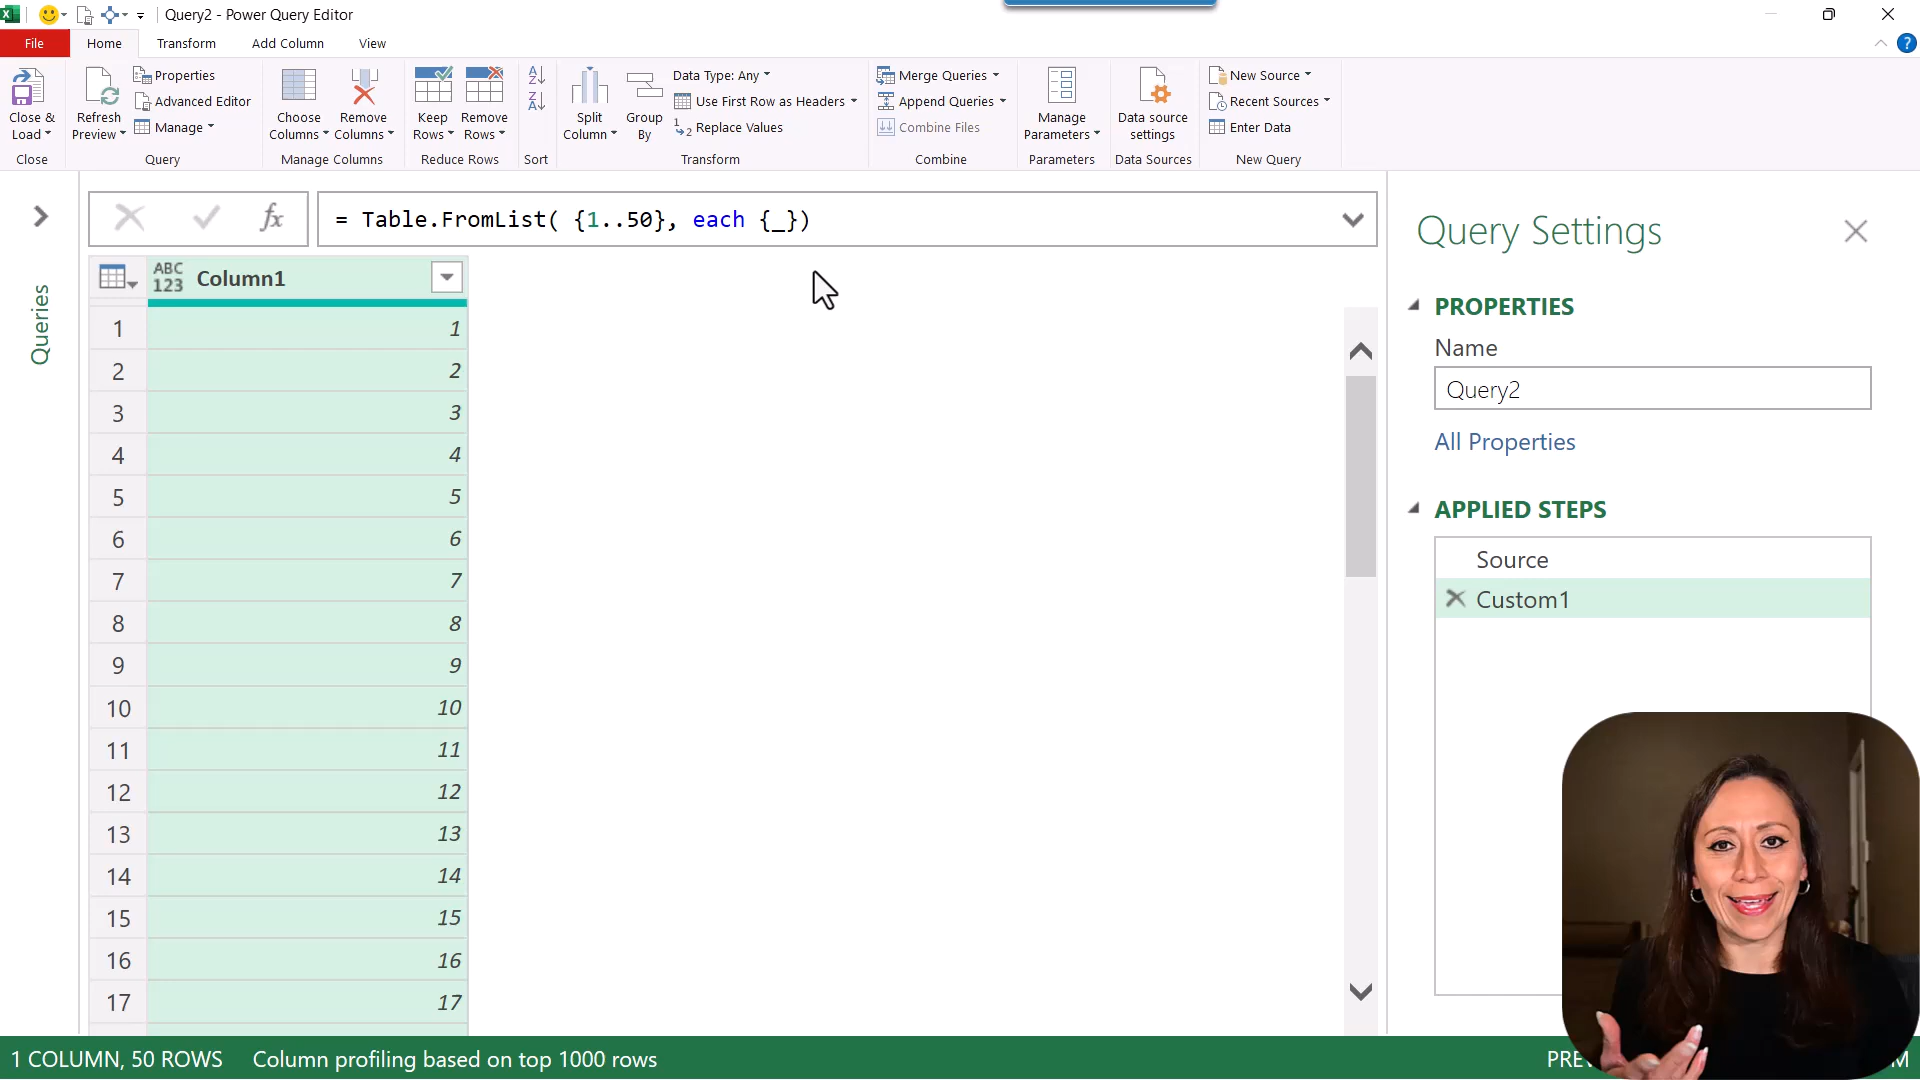 Query2 - Power Query Editor
File
Home
Transform
Add Column
View
?
Close &
Load
Close
Refresh
Preview
Properties
Advanced Editor
Manage
Query
Choose
Columns
Remove
Columns
Manage Columns
Keep
Rows
Remove
Rows
Reduce Rows
Sort
Split
Column
Group
By
Data Type: Any
Use First Row as Headers
Replace Values
Transform
Merge Queries
Append Queries
Combine Files
Combine
Manage
Parameters
Parameters
Data source
settings
Data Sources
New Source
Recent Sources
Enter Data
New Query
fx
= Table.FromList( {1..50}, each {_})
Queries
ABC
123
Column1
1 1
2 2
3 3
4 4
5 5
6 6
7 7
8 8
9 9
10 10
11 11
12 12
13 13
14 14
15 15
16 16
17 17
Query Settings
PROPERTIES
Name
Query2
All Properties
APPLIED STEPS
Source
Custom1
1 COLUMN, 50 ROWS
Column profiling based on top 1000 rows